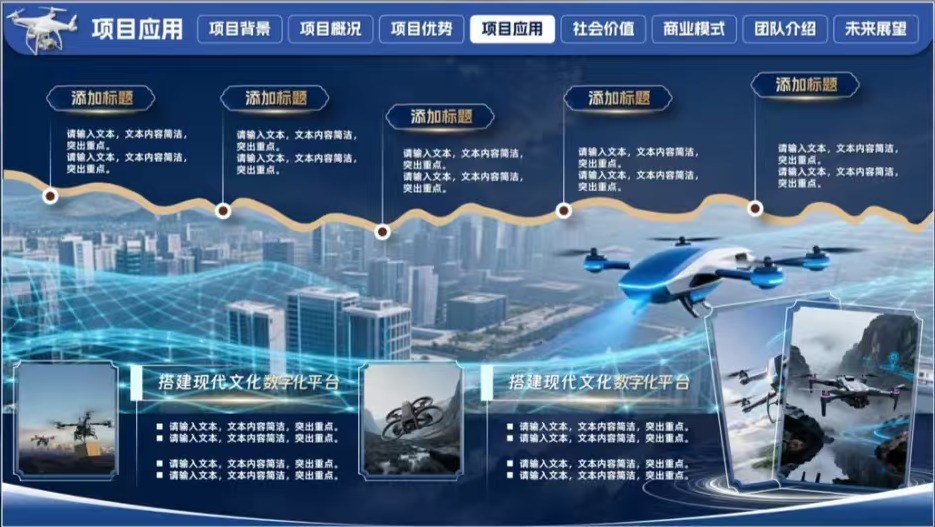 项目应用
项目背景
项目概况
项目优势
项目应用
社会价值
商业模式
团队介绍
未来展望
添加标题
请输入文本，文本内容简洁，
突出重点。
请输入文本，文本内容简洁，
突出重点。
添加标题
请输入文本，文本内容简洁，
突出重点。
请输入文本，文本内容简洁，
突出重点。
添加标题
请输入文本，文本内容简洁，
突出重点。
请输入文本，文本内容简洁，
突出重点。
添加标题
请输入文本，文本内容简洁，
突出重点。
请输入文本，文本内容简洁，
突出重点。
添加标题
请输入文本，文本内容简洁，
突出重点。
请输入文本，文本内容简洁，
突出重点。
搭建现代文化数字化平台
■ 请输入文本，文本内容简洁，突出重点。
■ 请输入文本，文本内容简洁，突出重点。
■ 请输入文本，文本内容简洁，突出重点。
■ 请输入文本，文本内容简洁，突出重点。
搭建现代文化数字化平台
■ 请输入文本，文本内容简洁，突出重点。
■ 请输入文本，文本内容简洁，突出重点。
■ 请输入文本，文本内容简洁，突出重点。
■ 请输入文本，文本内容简洁，突出重点。